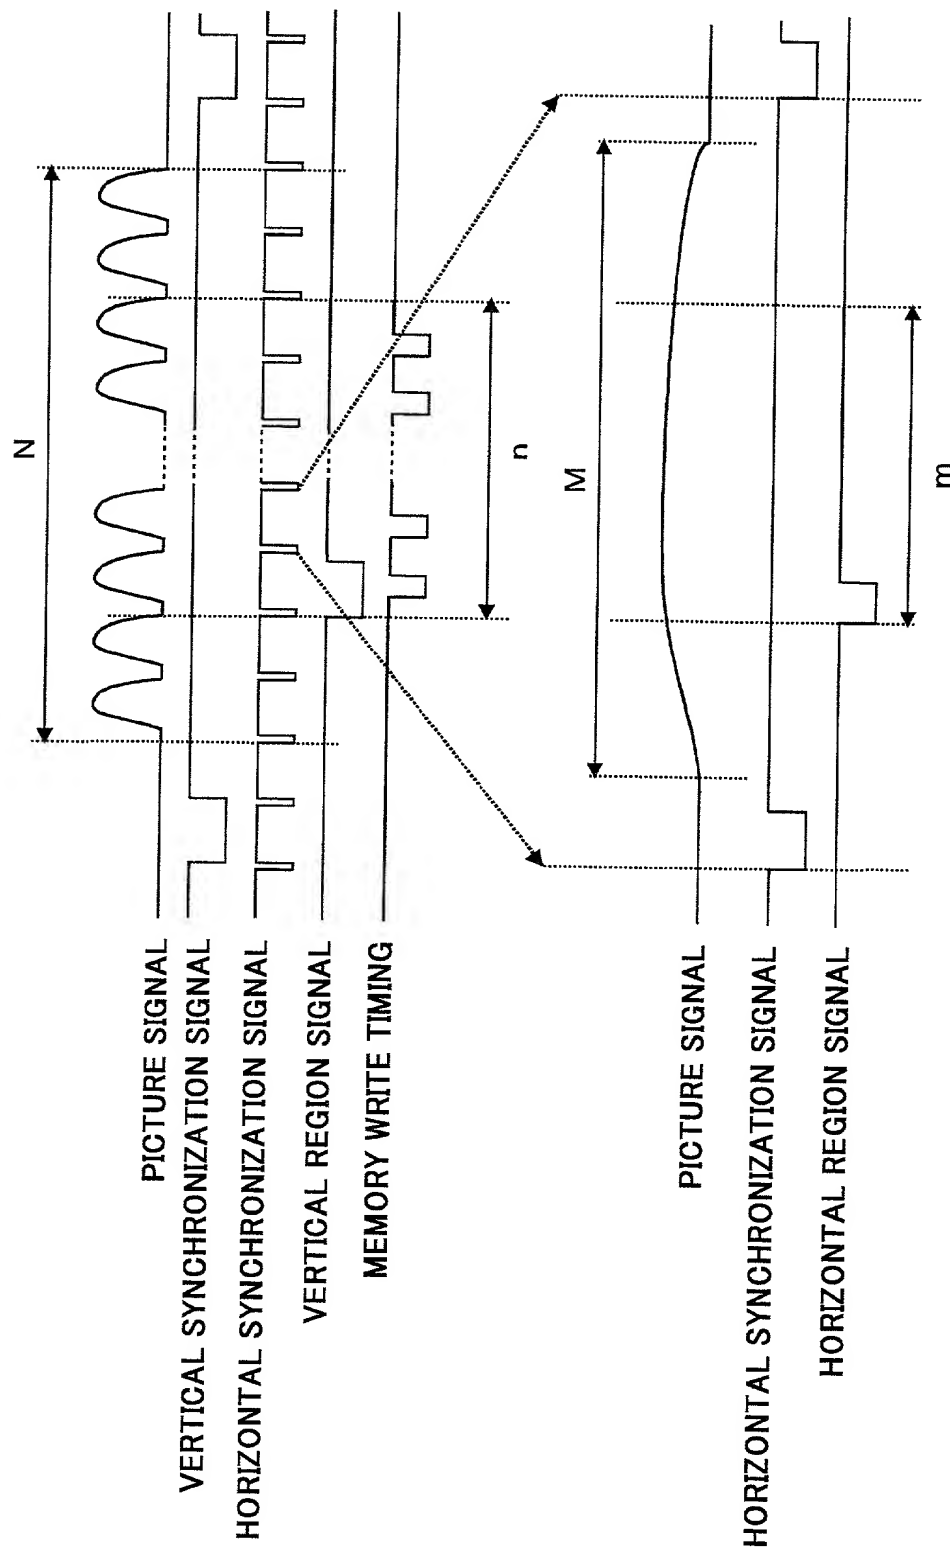 N
PICTURE SIGNAL
VERTICAL SYNCHRONIZATION SIGNAL
HORIZONTAL SYNCHRONIZATION SIGNAL
VERTICAL REGION SIGNAL
MEMORY WRITE TIMING
n
M
PICTURE SIGNAL
HORIZONTAL SYNCHRONIZATION SIGNAL
HORIZONTAL REGION SIGNAL
m